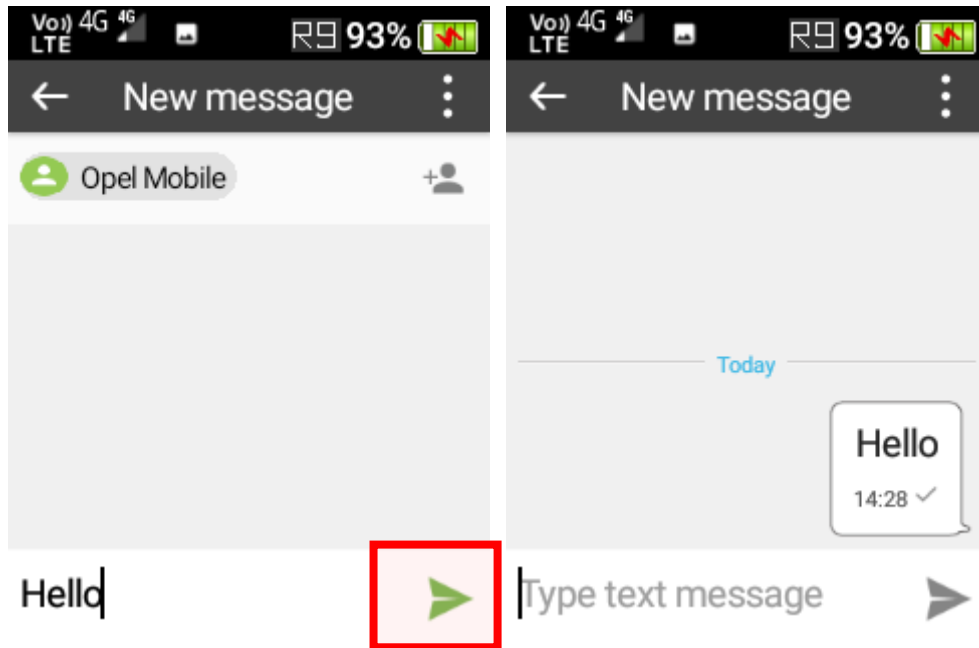 Vo)) LTE 4G 4G R9 93%
New message
Opel Mobile
Hello
Vo)) LTE 4G 4G R9 93%
New message
Today
Hello
14:28
Type text message